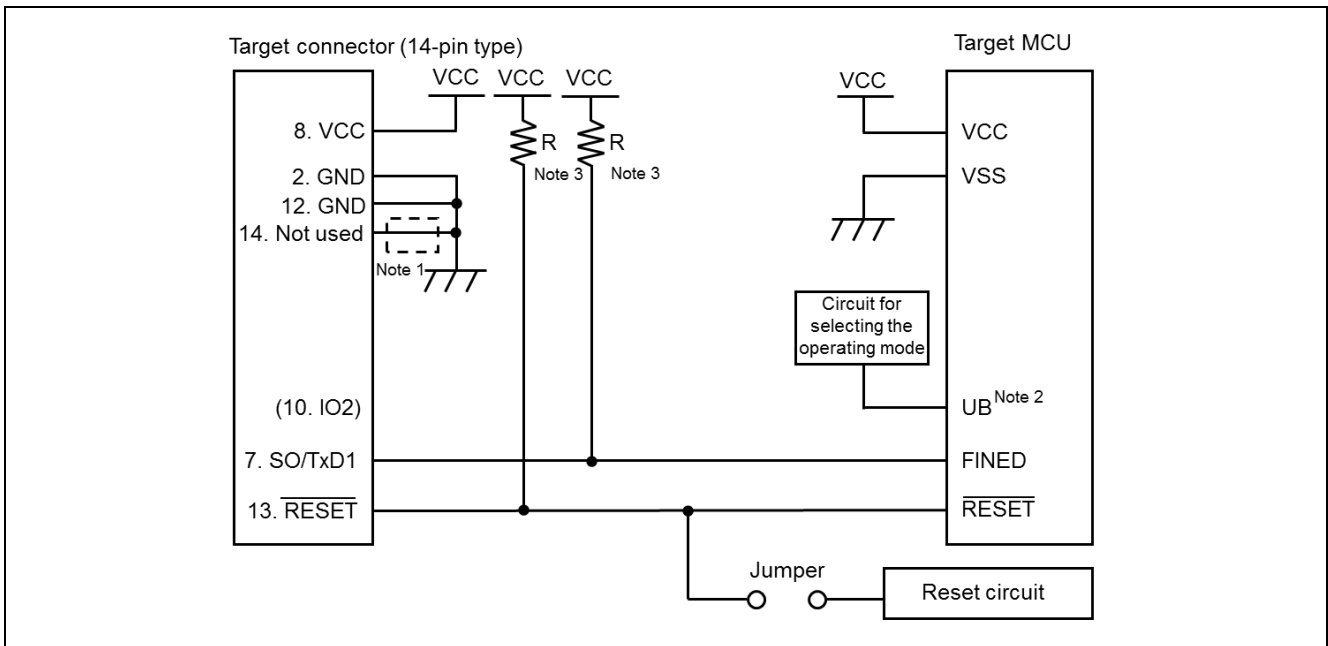 Target connector (14-pin type)
Target MCU
VCC VCC VCC
VCC
8. VCC
R
R
VCC
Note 3
Note 3
2. GND
VSS
12. GND
14. Not used
Note 1
Circuit for
selecting the
operating mode
(10. IO2)
UB Note 2
7. SO/TxD1
FINED
13. RESET
RESET
Jumper
Reset circuit